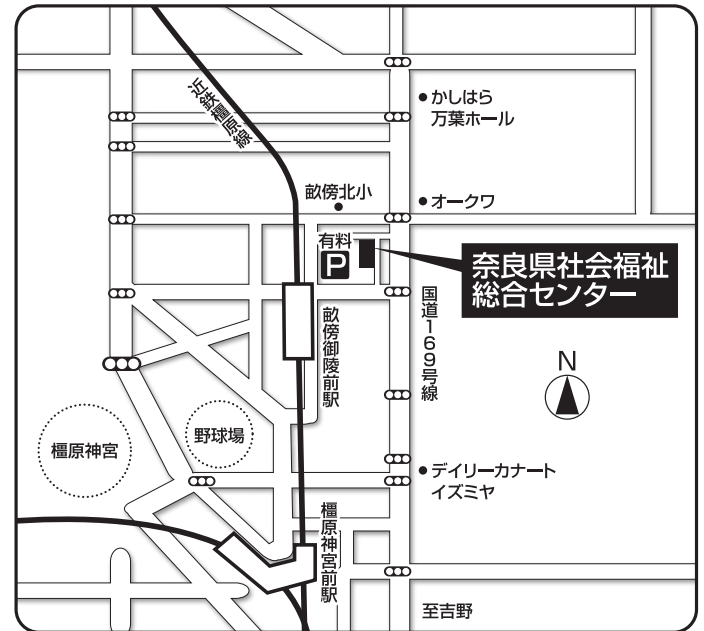 近鉄橿原線
かしはら
万葉ホール
畝傍北小
オークワ
有料
P
奈良県社会福祉
総合センター
国道169号線
畝傍御陵前駅
N
野球場
橿原神宮
デイリーカナート
イズミヤ
橿原神宮前駅
至吉野